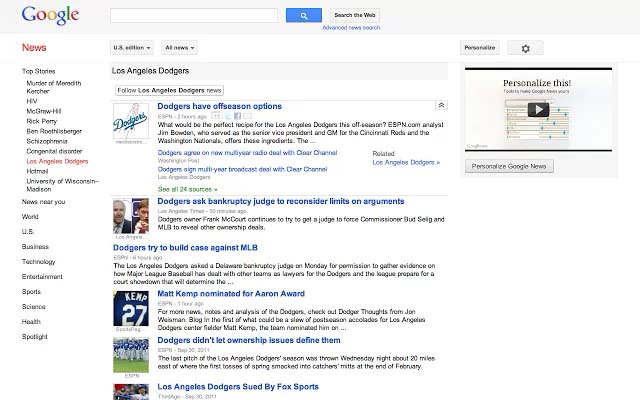 Google
Search the Web
Advanced news search
News
U.S. edition
All news
Personalize
Top Stories
Murder of Meredith
Kercher
HIV
McGraw-Hill
Rick Perry
Ben Roethlisberger
Schizophrenia
Congenital disorder
Los Angeles Dodgers
Hotmail
University of Wisconsin–
Madison
News near you
World
U.S.
Business
Technology
Entertainment
Sports
Science
Health
Spotlight
Los Angeles Dodgers
Follow Los Angeles Dodgers news
Dodgers
Dodgers have offseason options
ESPN - 2 hours ago
What would be the perfect recipe for the Los Angeles Dodgers this off-season? ESPN.com analyst
Jim Bowden, who served as the senior vice president and GM for the Cincinnati Reds and the
Washington Nationals, offers these ingredients: The ...
Dodgers agree on new multiyear radio deal with Clear Channel
Washington Post
Dodgers sign multi-year broadcast deal with Clear Channel
Los Angeles Dodgers
Related
Los Angeles Dodgers »
See all 24 sources »
Dodgers ask bankruptcy judge to reconsider limits on arguments
Los Angeles Times - 50 minutes ago
Dodgers owner Frank McCourt continues to try to get a judge to force Commissioner Bud Selig and
MLB to reveal other ownership deals.
Los Angele...
Dodgers try to build case against MLB
ESPN - 6 hours ago
The Los Angeles Dodgers asked a Delaware bankruptcy judge on Monday for permission to gather evidence on
how Major League Baseball has dealt with other teams as lawyers for the Dodgers and the league prepare for a
court showdown that will determine the ...
KEMP
27
Matt Kemp nominated for Aaron Award
ESPN - 1 hour ago
For more news, notes and analysis of the Dodgers, check out Dodger Thoughts from Jon
Weisman. Blog In the first of what could be a slew of postseason accolades for Los Angeles
Dodgers center fielder Matt Kemp, the team nominated him on ...
Dodgers didn't let ownership issues define them
ESPN - Sep 30, 2011
The last pitch of the Los Angeles Dodgers' season was thrown Wednesday night about 20 miles
east of where the first tosses of spring smacked into catchers' mitts at the end of February.
ESPN
Los Angeles Dodgers Sued By Fox Sports
ThirdAge - Sep 30, 2011
Personalize this!
Tools to make Google News yours
Personalize Google News